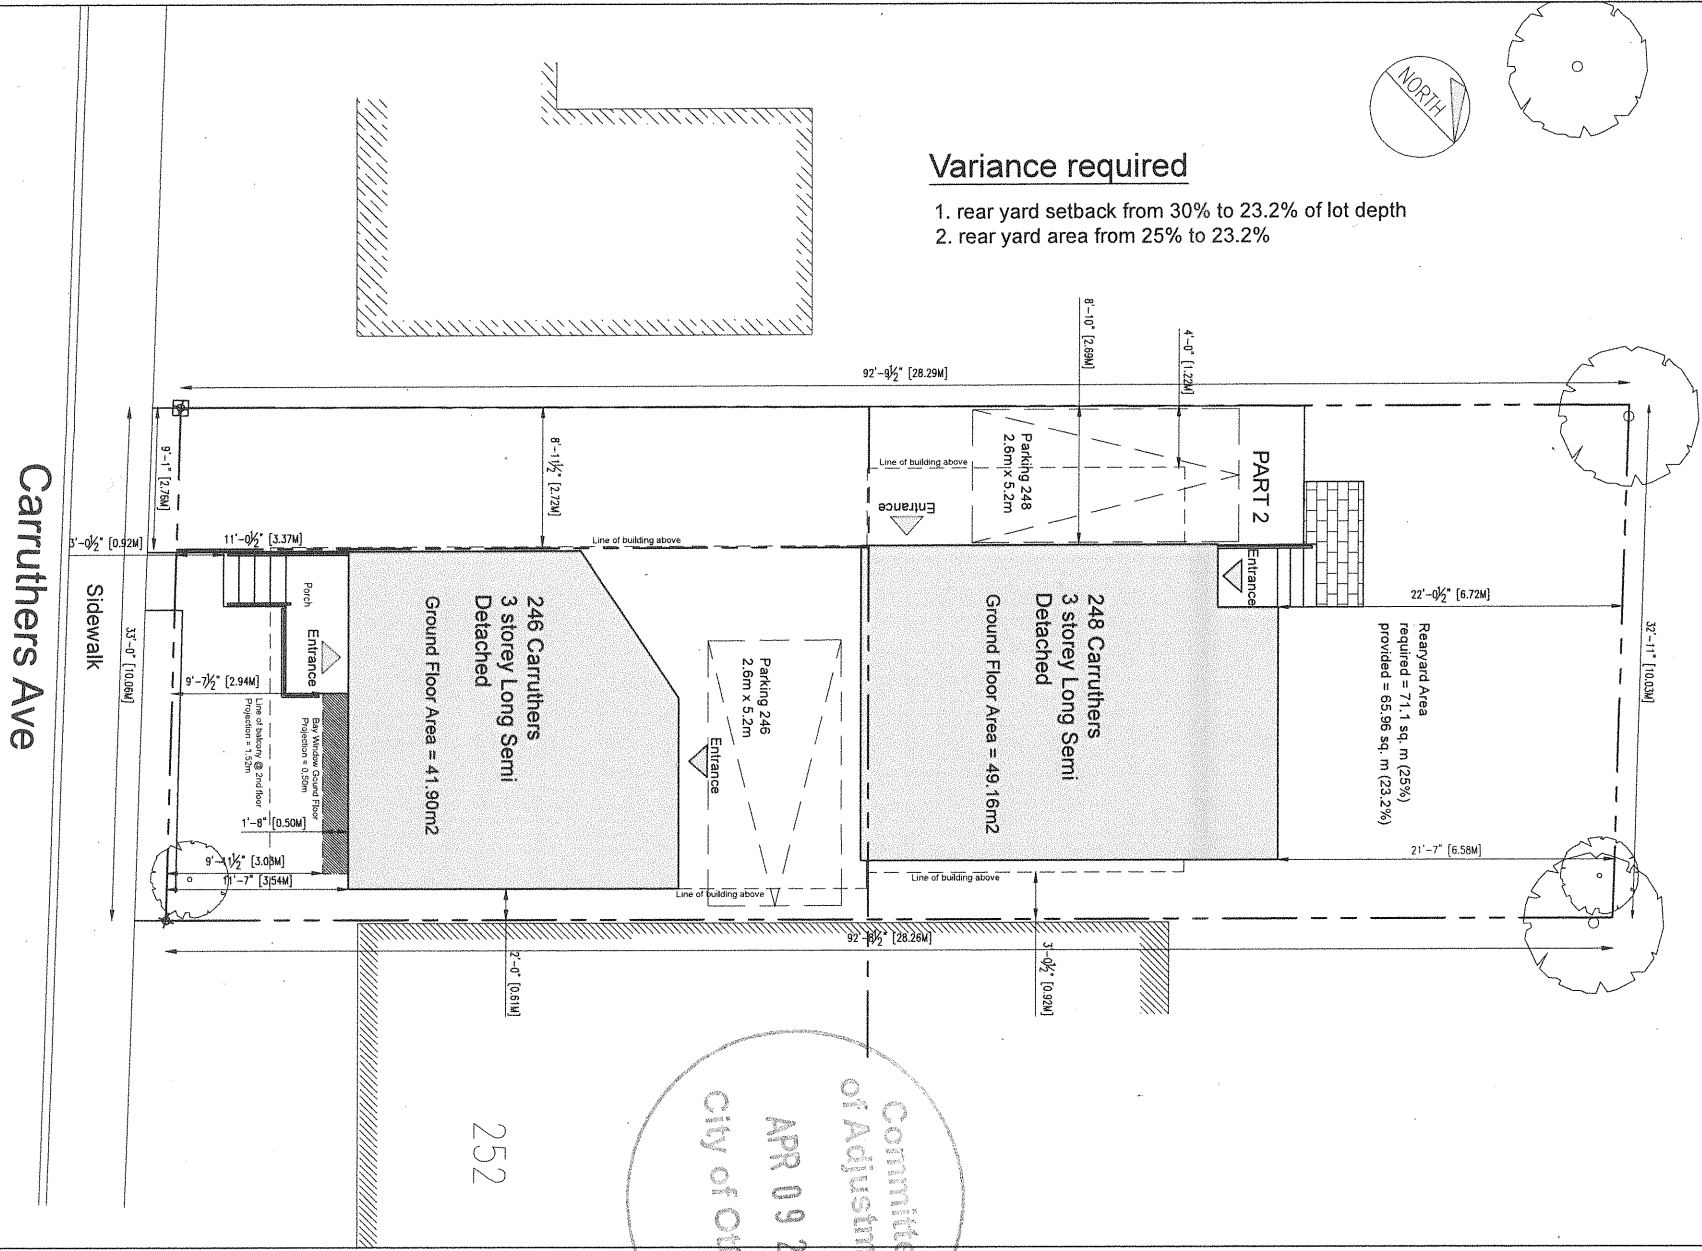 NORTH
Variance required
1. rear yard setback from 30% to 23.2% of lot depth
2. rear yard area from 25% to 23.2%
8'-10" [2.69M]
4'-0" [1.22M]
92'-9½" [28.29M]
9'-1" [2.76M]
8'-11½" [2.72M]
Line of building above
Parking 248
2.6m x 5.2m
PART 2
Entrance
3'-0½" [0.92M]
11'-0½" [3.37M]
Line of building above
Entrance
22'-0½" [6.72M]
32'-11" [10.03M]
Carruthers Ave
Sidewalk
33'-0" [10.06M]
Porch
Entrance
9'-7½" [2.94M]
Line of balcony @ 2nd floor
Projection = 1.52m
Bay Window Gound Floor
Projection = 0.50m
1'-8" [0.50M]
9'-11½" [3.03M]
11'-7" [3.54M]
246 Carruthers
3 storey Long Semi
Detached
Ground Floor Area = 41.90m2
Parking 246
2.6m x 5.2m
Entrance
248 Carruthers
3 storey Long Semi
Detached
Ground Floor Area = 49.16m2
Rearyard Area
required = 71.1 sq. m (25%)
provided = 65.96 sq. m (23.2%)
21'-7" [6.58M]
Line of building above
Line of building above
92'-8½" [28.26M]
2'-0" [0.61M]
3'-0½" [0.92M]
252
Committe
of Adjustm
APR 09 2
City of Ot